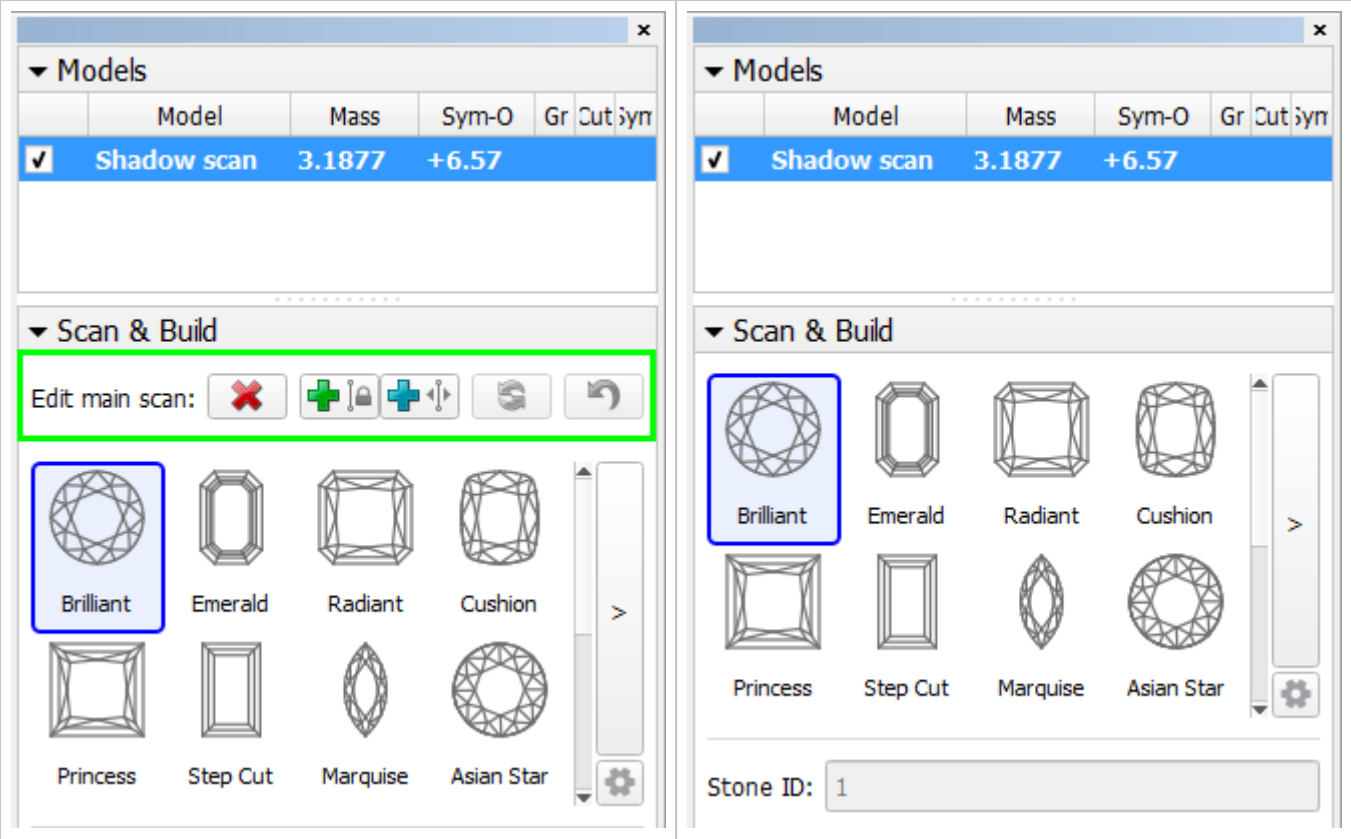 Models
Model Mass Sym-O Gr Cut Sym
Shadow scan 3.1877 +6.57
Scan & Build
Edit main scan:
Brilliant Emerald Radiant Cushion
>
Princess Step Cut Marquise Asian Star
Models
Model Mass Sym-O Gr Cut Sym
Shadow scan 3.1877 +6.57
Scan & Build
Brilliant Emerald Radiant Cushion
>
Princess Step Cut Marquise Asian Star
Stone ID: 1